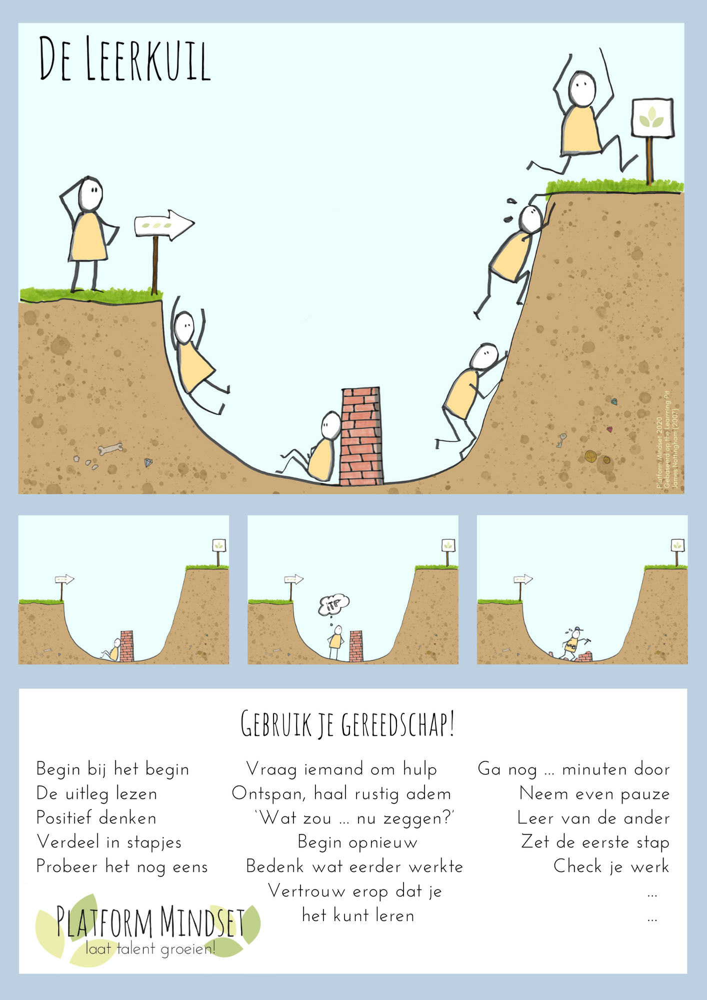 De Leerkuil
Platform Mindset 2020
Gebaseerd op the Learning Pit
James Nottingham (2007)
Gebruik je gereedschap!
Begin bij het begin
De uitleg lezen
Positief denken
Verdeel in stapjes
Probeer het nog eens
Vraag iemand om hulp
Ontspan, haal rustig adem
'Wat zou ... nu zeggen?'
Begin opnieuw
Bedenk wat eerder werkte
Vertrouw erop dat je
het kunt leren
Ga nog ... minuten door
Neem even pauze
Leer van de ander
Zet de eerste stap
Check je werk
...
...
Platform Mindset
laat talent groeien!